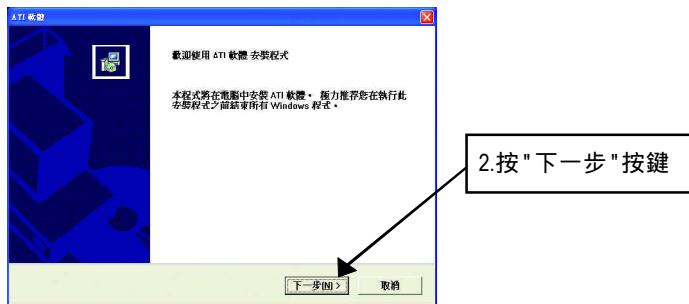 ATI 軟體
歡迎使用 ATI 軟體 安裝程式
本程式將在電腦中安裝 ATI 軟體。 極力推荐您在執行此
安裝程式之前結束所有 Windows 程式。
2.按"下一步"按鍵
下一步(N) >
取消